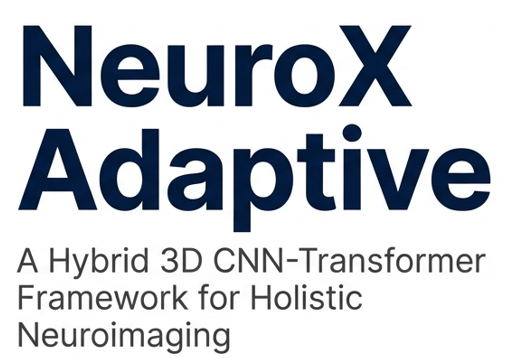 NeuroX
Adaptive
A Hybrid 3D CNN-Transformer
Framework for Holistic
Neuroimaging